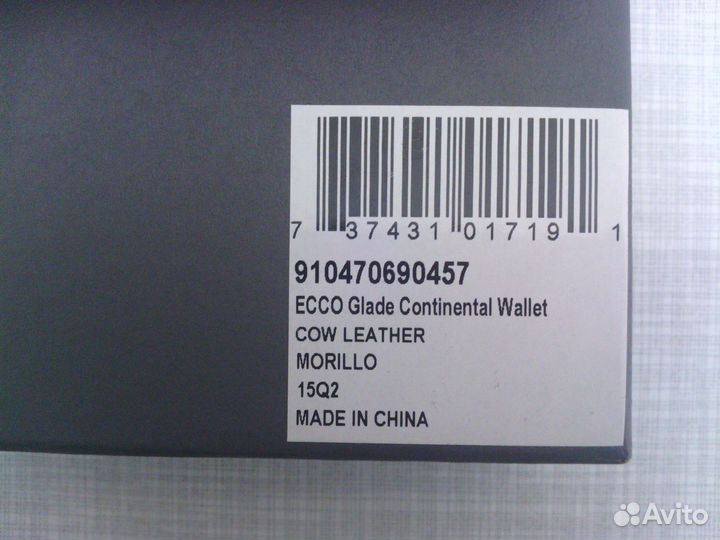 7 37431 01719 1
910470690457
ECCO Glade Continental Wallet
COW LEATHER
MORILLO
15Q2
MADE IN CHINA
Avito